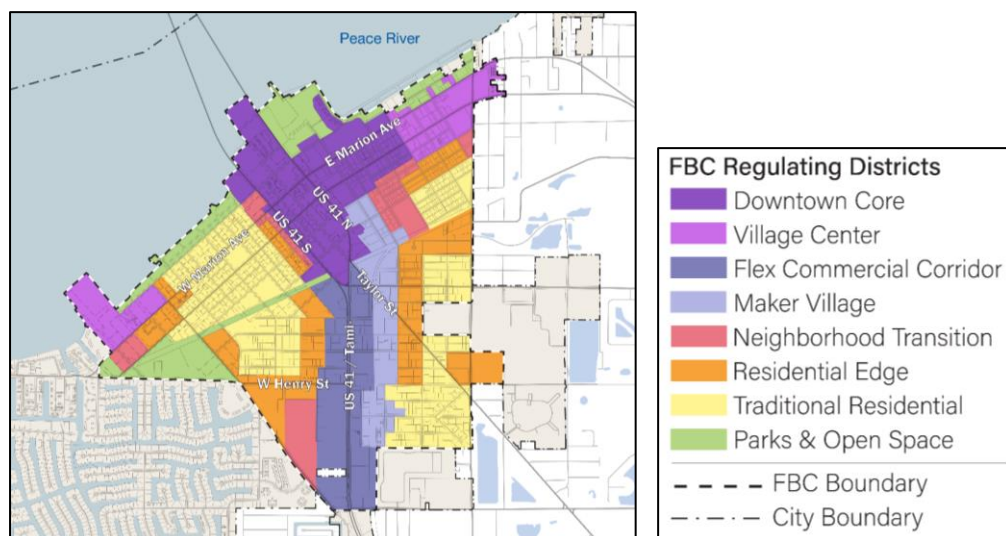 Peace River
E Marion Ave
US 41 N
US 41 S
W Marion Ave
Taylor St
US 41 / Tami
W Henry St
FBC Regulating Districts
Downtown Core
Village Center
Flex Commercial Corridor
Maker Village
Neighborhood Transition
Residential Edge
Traditional Residential
Parks & Open Space
FBC Boundary
City Boundary